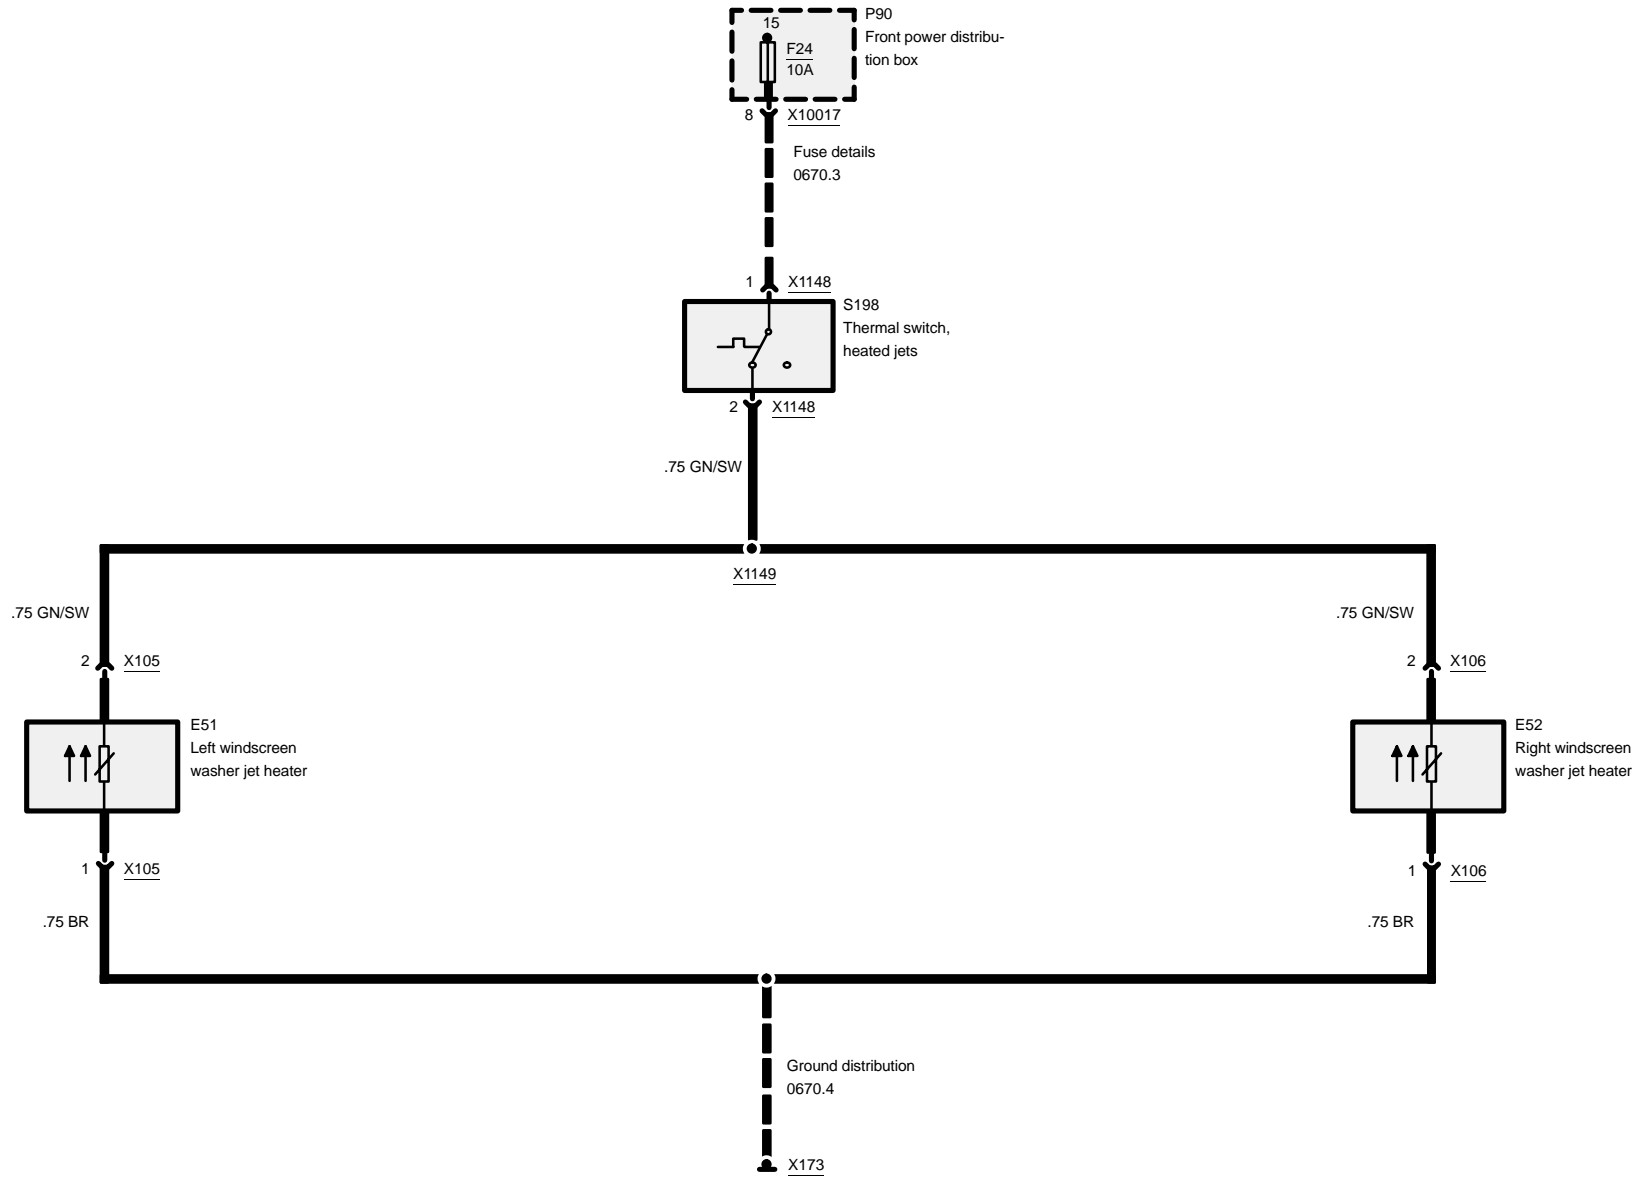 P90
15
Front power distribu-
F24
tion box
10A
8 X10017
Fuse details
0670.3
1 X1148
S198
Thermal switch,
heated jets
2 X1148
.75 GN/SW
X1149
.75 GN/SW
.75 GN/SW
2 X105
2 X106
E51
Left windscreen
washer jet heater
E52
Right windscreen
washer jet heater
1 X105
1 X106
.75 BR
.75 BR
Ground distribution
0670.4
X173